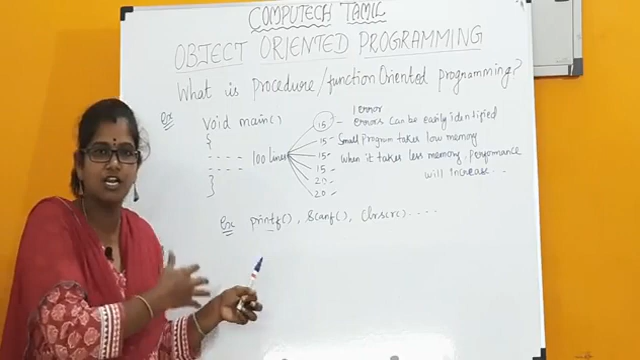 COMPUTECH TAMIL
OBJECT ORIENTED PROGRAMMING
What is procedure/function Oriented programming?
Ex void main()
{
---- 100 lines
----
}
1 error
15 - errors can be easily identified
15 - Small program takes low memory
15 - when it takes less memory, performance
will increase...
15 -
20 -
20 -
Ex printf(), Scanf(), Clrscr()....